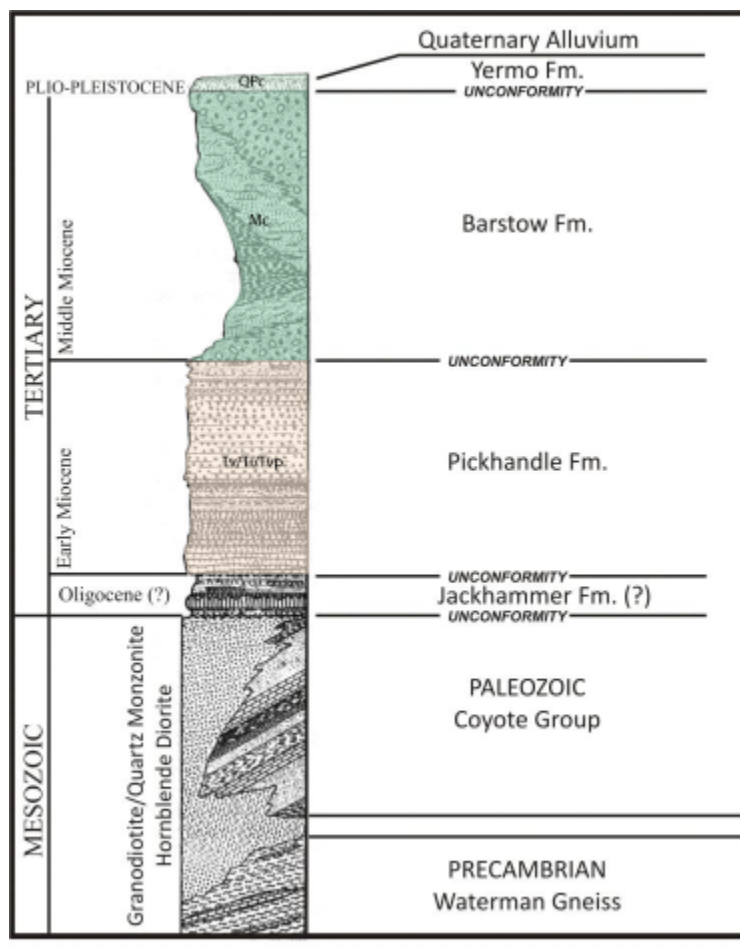 Quaternary Alluvium
Yermo Fm.
PLIO-PLEISTOCENE
QPc
UNCONFORMITY
TERTIARY
Middle Miocene
Mc
Barstow Fm.
UNCONFORMITY
Early Miocene
Pickhandle Fm.
UNCONFORMITY
Oligocene (?)
Jackhammer Fm. (?)
UNCONFORMITY
MESOZOIC
Granodiotite/Quartz Monzonite
Hornblende Diorite
PALEOZOIC
Coyote Group
PRECAMBRIAN
Waterman Gneiss